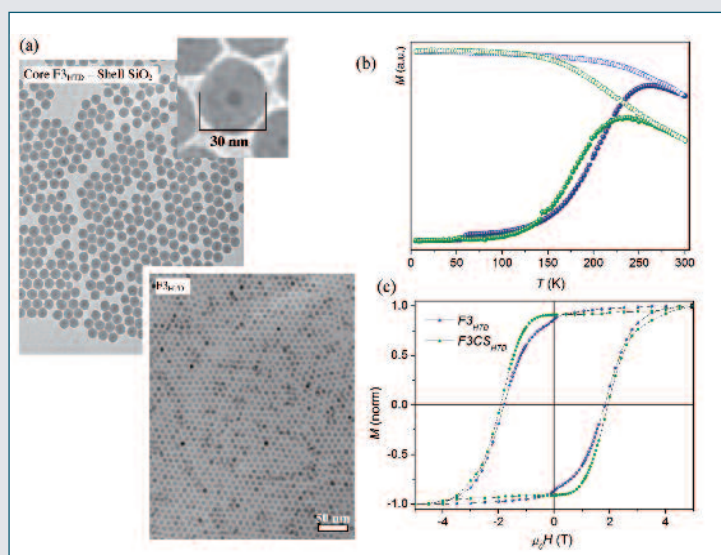 (a)
Core F3HTD – Shell SiO2
30 nm
F3HTD
50 nm
(b)
M (a.u.)
0 50 100 150 200 250 300
T (K)
(c)
1.0
0.5
0.0
-0.5
-1.0
M (norm)
F3HTD
F3CSHTD
-4 -2 0 2 4
μ0H (T)